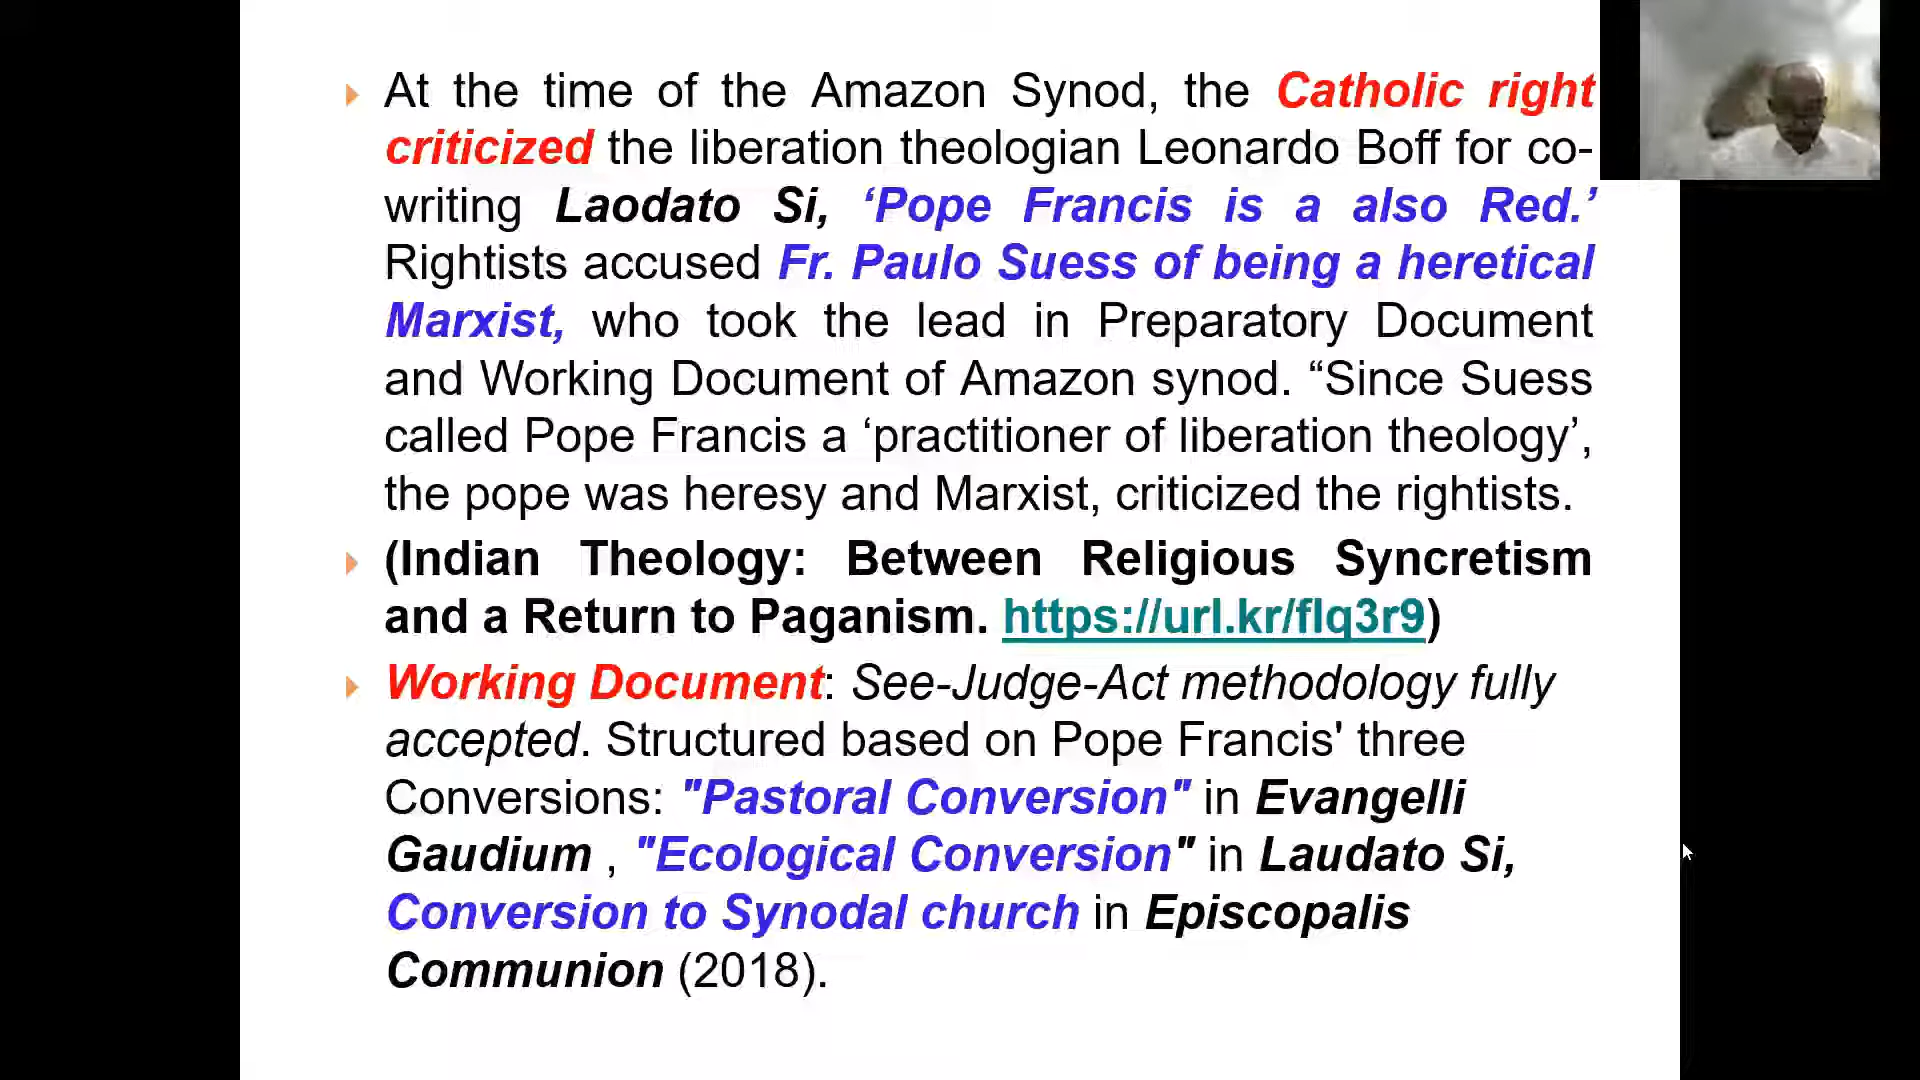 At the time of the Amazon Synod, the Catholic right
criticized the liberation theologian Leonardo Boff for co-
writing Laodato Si, ‘Pope Francis is a also Red.’
Rightists accused Fr. Paulo Suess of being a heretical
Marxist, who took the lead in Preparatory Document
and Working Document of Amazon synod. “Since Suess
called Pope Francis a ‘practitioner of liberation theology’,
the pope was heresy and Marxist, criticized the rightists.
(Indian Theology: Between Religious Syncretism
and a Return to Paganism. https://url.kr/flq3r9)
Working Document: See-Judge-Act methodology fully
accepted. Structured based on Pope Francis' three
Conversions: "Pastoral Conversion" in Evangelli
Gaudium , "Ecological Conversion" in Laudato Si,
Conversion to Synodal church in Episcopalis
Communion (2018).